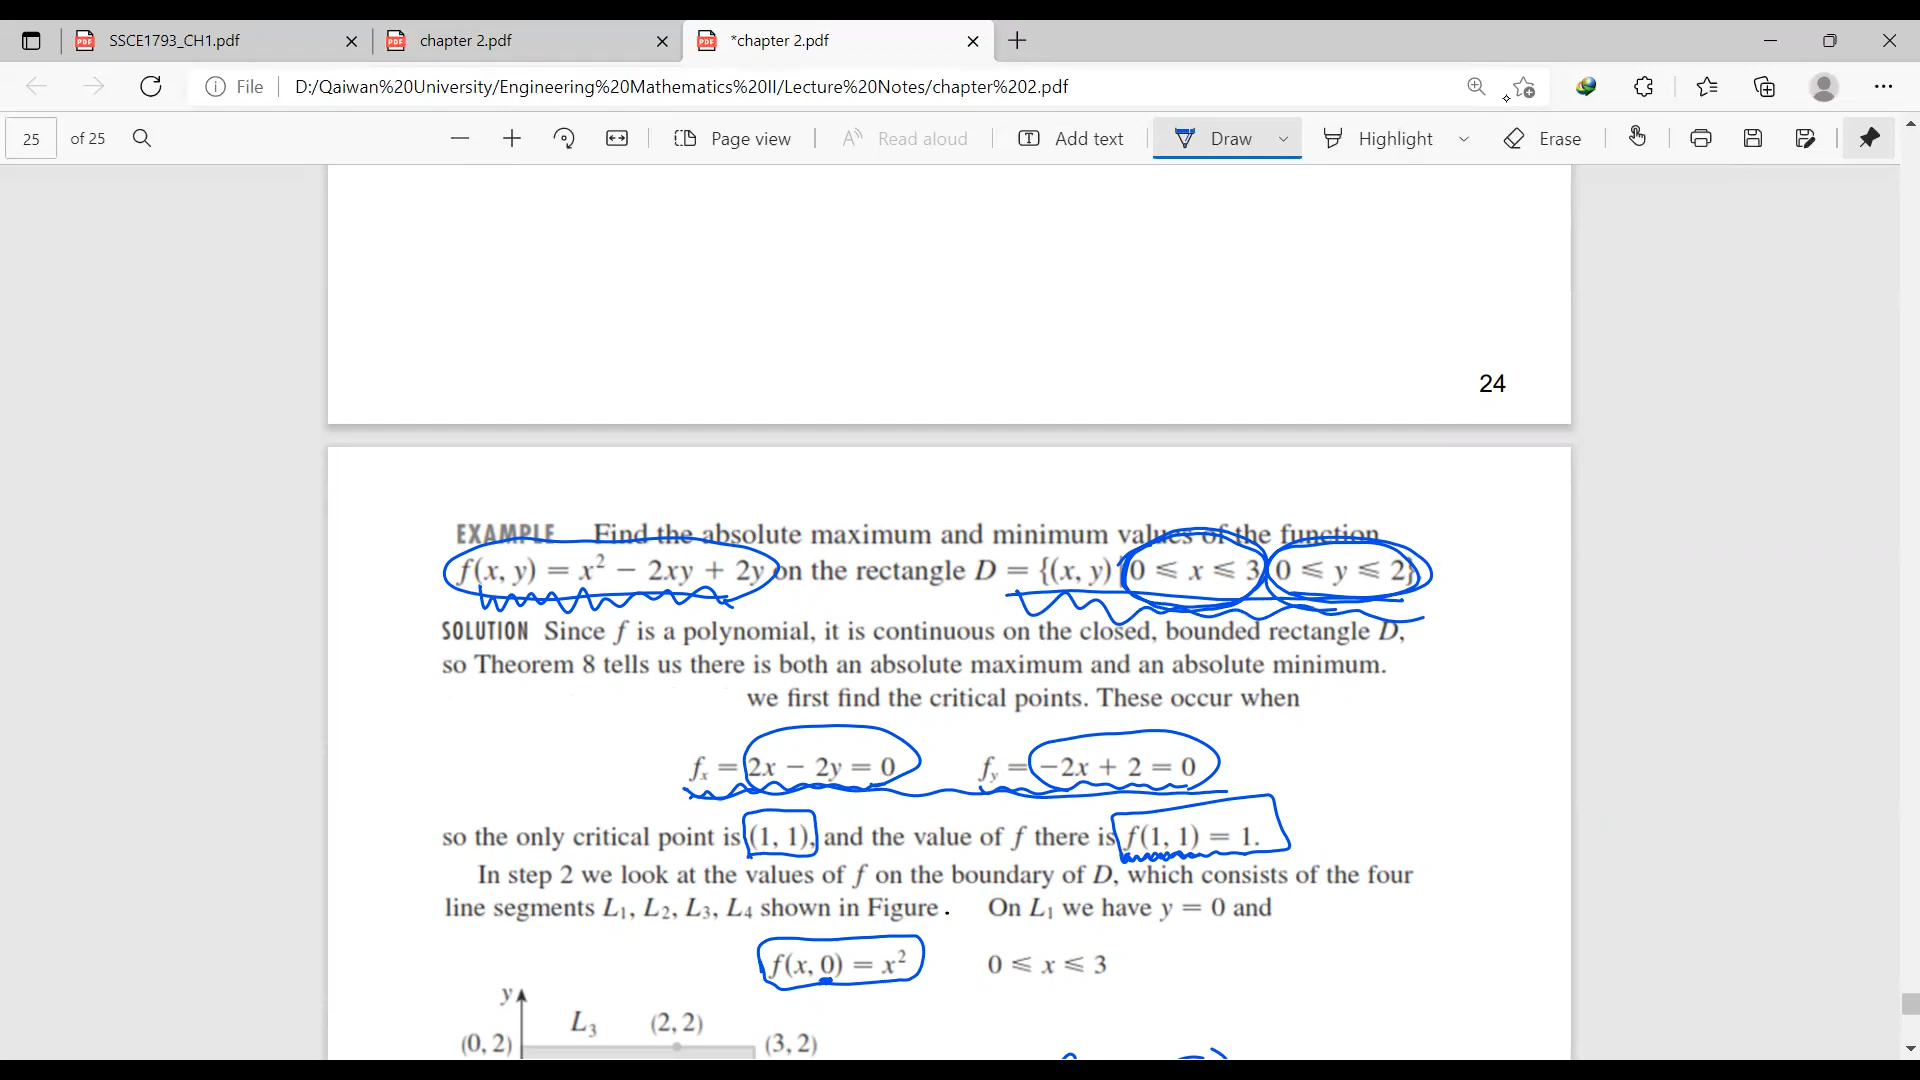 SSCE1793_CH1.pdf
chapter 2.pdf
*chapter 2.pdf
File
D:/Qaiwan%20University/Engineering%20Mathematics%20II/Lecture%20Notes/chapter%202.pdf
25 of 25
Page view
Read aloud
Add text
Draw
Highlight
Erase
24
EXAMPLE Find the absolute maximum and minimum values of the function
f(x, y) = x² − 2xy + 2y on the rectangle D = {(x, y) | 0 ⩽ x ⩽ 3, 0 ⩽ y ⩽ 2}.
SOLUTION Since f is a polynomial, it is continuous on the closed, bounded rectangle D,
so Theorem 8 tells us there is both an absolute maximum and an absolute minimum.
we first find the critical points. These occur when
fₓ = 2x − 2y = 0 f_y = −2x + 2 = 0
so the only critical point is (1, 1), and the value of f there is f(1, 1) = 1.
In step 2 we look at the values of f on the boundary of D, which consists of the four
line segments L₁, L₂, L₃, L₄ shown in Figure . On L₁ we have y = 0 and
f(x, 0) = x² 0 ⩽ x ⩽ 3
y
L₃ (2, 2)
(0, 2) (3, 2)